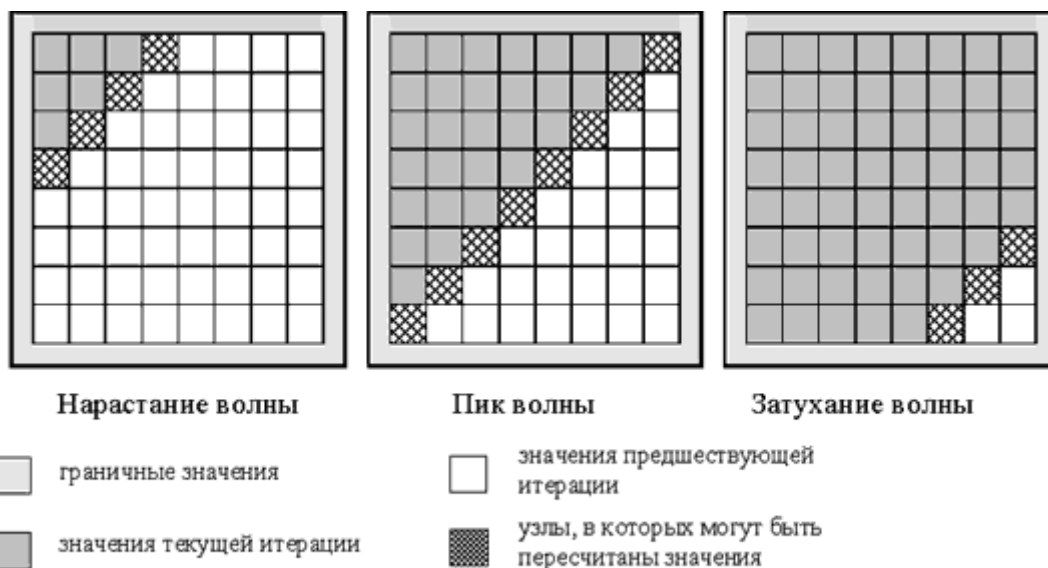 Нарастание волны
Пик волны
Затухание волны
граничные значения
значения предшествующей
итерации
значения текущей итерации
узлы, в которых могут быть
пересчитаны значения